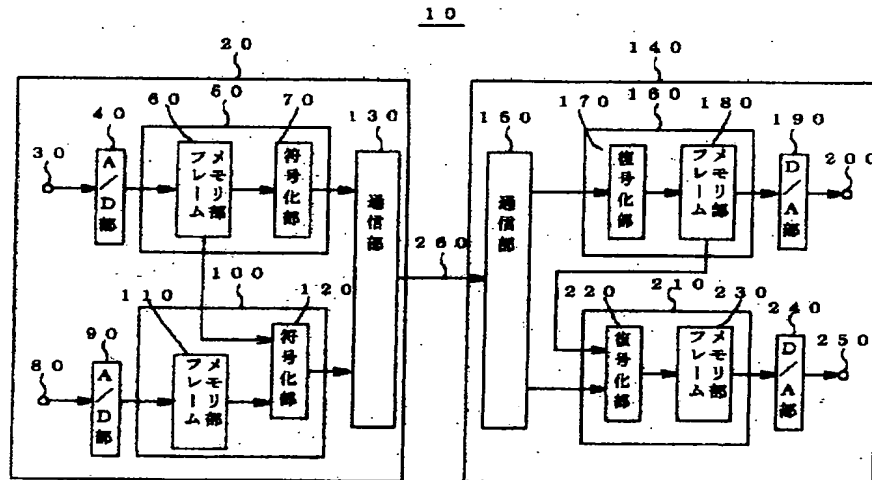 10
20
140
40
60
50
70
130
150
170
160
180
190
30
A/D部
フレームメモリ部
符号化部
通信部
通信部
復号化部
フレームメモリ部
D/A部
200
260
110
100
120
220
210
230
240
80
90
A/D部
フレームメモリ部
符号化部
復号化部
フレームメモリ部
D/A部
250